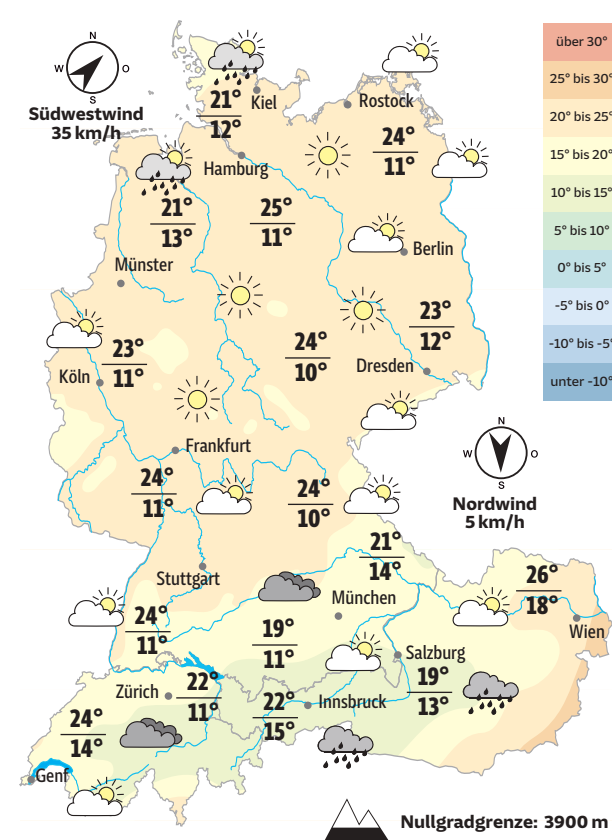 N
W O
S
Südwestwind
35 km/h
über 30°
25° bis 30°
20° bis 25°
15° bis 20°
10° bis 15°
5° bis 10°
0° bis 5°
-5° bis 0°
-10° bis -5°
unter -10°
21°
12°
Kiel
Rostock
24°
11°
Hamburg
21°
13°
25°
11°
Berlin
Münster
23°
12°
23°
11°
24°
10°
Dresden
Köln
Frankfurt
N
W O
S
Nordwind
5 km/h
24°
11°
24°
10°
21°
14°
Stuttgart
26°
18°
München
Wien
24°
11°
19°
11°
Salzburg
19°
13°
Zürich
22°
11°
22°
15°
Innsbruck
24°
14°
Genf
Nullgradgrenze: 3900 m